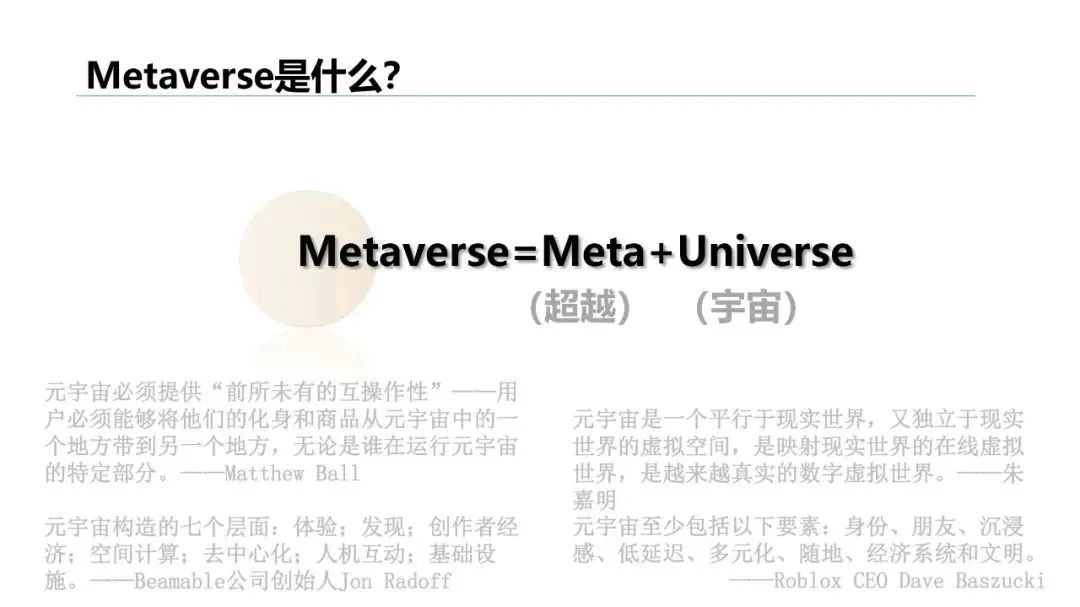 Metaverse是什么?
Metaverse=Meta+Universe
（超越） （宇宙）
元宇宙必须提供“前所未有的互操作性”——用
户必须能够将他们的化身和商品从元宇宙中的一
个地方带到另一个地方，无论是谁在运行元宇宙
的特定部分。——Matthew Ball
元宇宙构造的七个层面：体验；发现；创作者经
济；空间计算；去中心化；人机互动；基础设
施。——Beamable公司创始人Jon Radoff
元宇宙是一个平行于现实世界，又独立于现实
世界的虚拟空间，是映射现实世界的在线虚拟
世界，是越来越真实的数字虚拟世界。——朱
嘉明
元宇宙至少包括以下要素：身份、朋友、沉浸
感、低延迟、多元化、随地、经济系统和文明。
——Roblox CEO Dave Baszucki